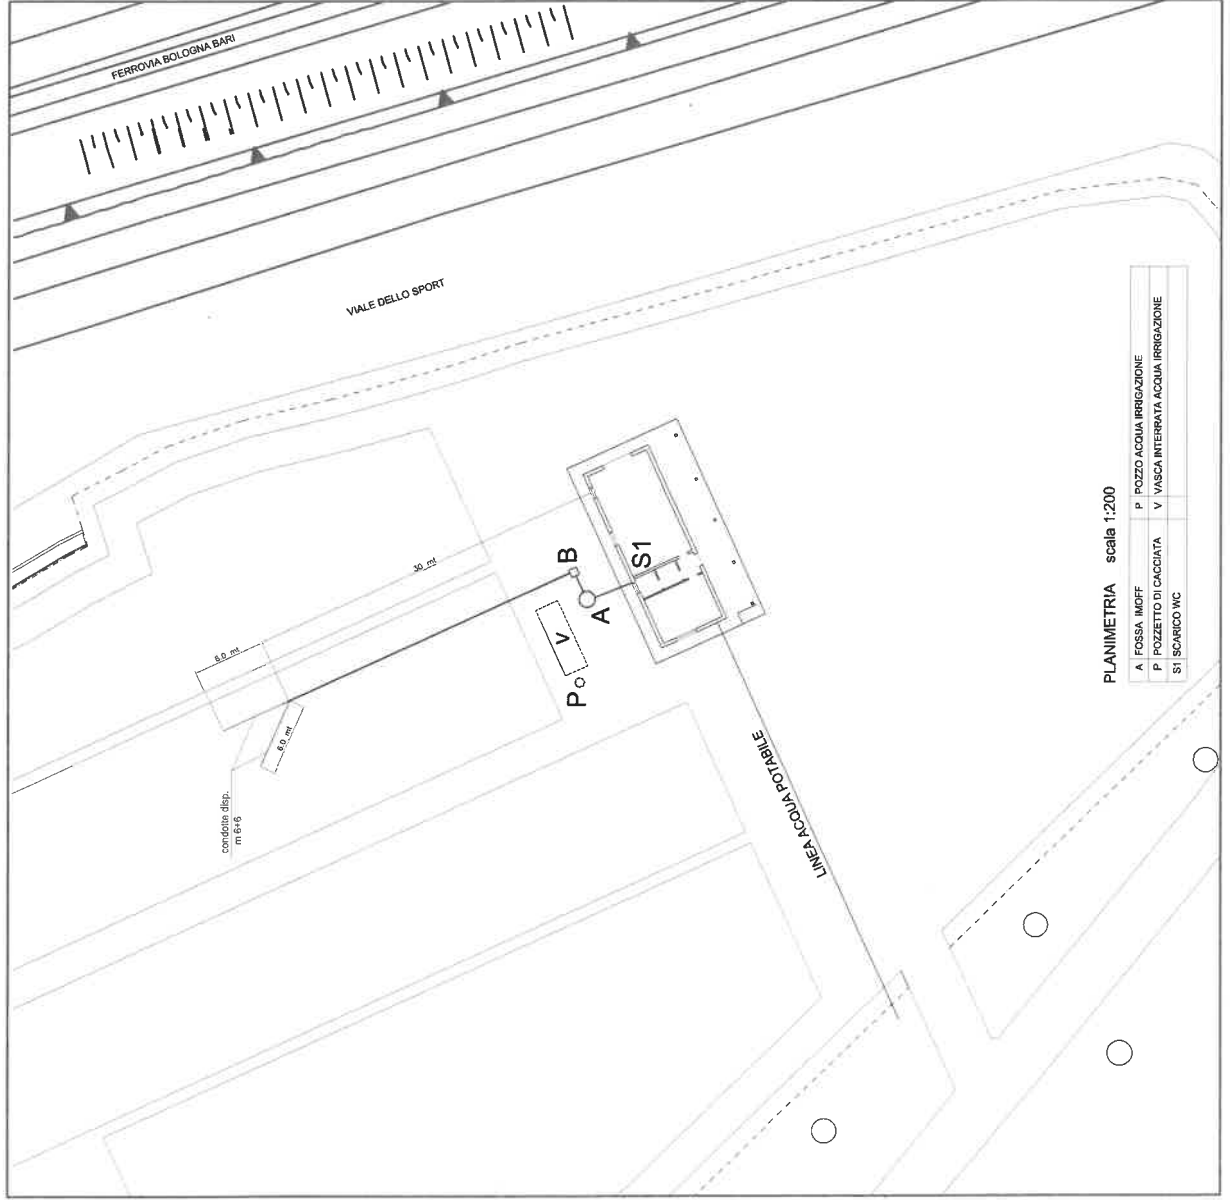 FERROVIA BOLOGNA BARI
VIALE DELLO SPORT
30 mt
6.0 mt
6.0 mt
condotte disp.
m 6+6
B
A
S1
V
P
LINEA ACQUA POTABILE
PLANIMETRIA scala 1:200
A FOSSA IMOFF P POZZO ACQUA IRRIGAZIONE
P POZZETTO DI CACCIATA V VASCA INTERRATA ACQUA IRRIGAZIONE
S1 SCARICO WC